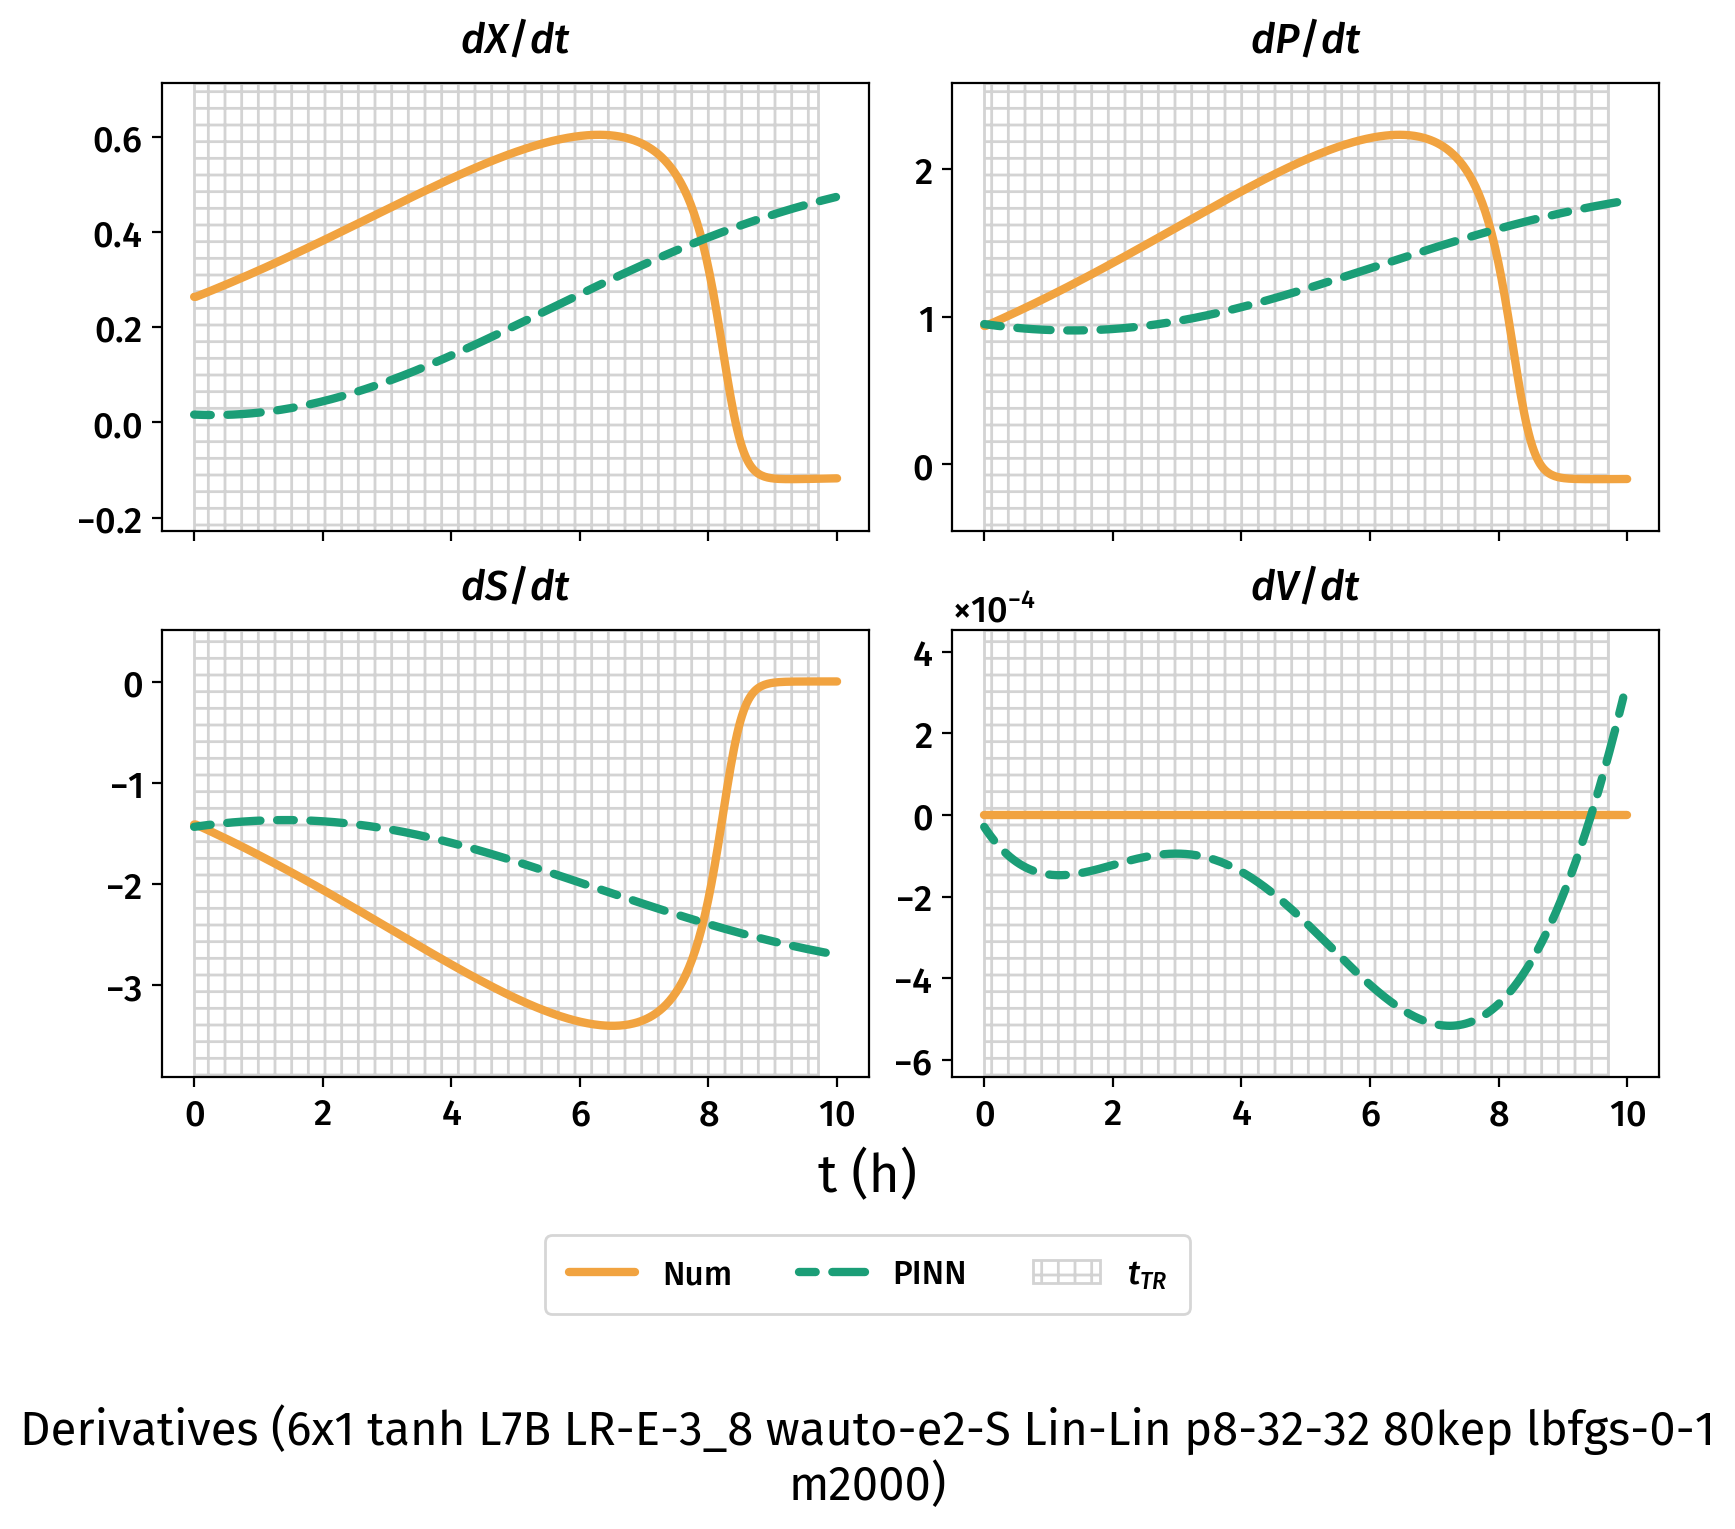 dX/dt
dP/dt
0.6
0.4
0.2
0.0
−0.2
2
1
0
dS/dt
dV/dt
×10⁻⁴
0
−1
−2
−3
4
2
0
−2
−4
−6
0 2 4 6 8 10
0 2 4 6 8 10
t (h)
Num PINN t_TR
Derivatives (6x1 tanh L7B LR-E-3_8 wauto-e2-S Lin-Lin p8-32-32 80kep lbfgs-0-1
m2000)